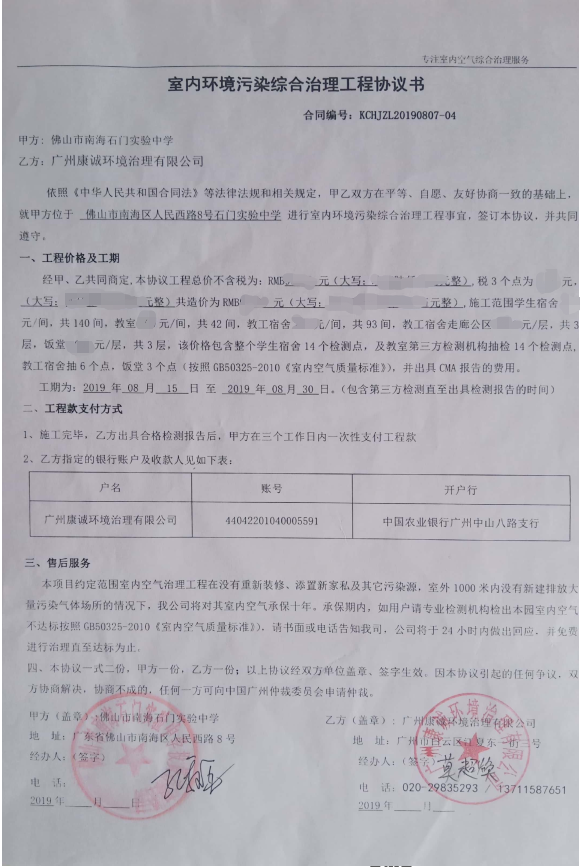 专注室内空气综合治理服务
室内环境污染综合治理工程协议书
合同编号：KCHJZL20190807-04
甲方：佛山市南海石门实验中学
乙方：广州康诚环境治理有限公司
依照《中华人民共和国合同法》等法律法规和相关规定，甲乙双方在平等、自愿、友好协商一致的基础上，
就甲方位于 佛山市南海区人民西路8号石门实验中学 进行室内环境污染综合治理工程事宜，签订本协议，并共同
遵守。
一、工程价格及工期
经甲、乙共同商定，本协议工程总价不含税为：RMB 元（大写： 元整），税 3 个点为 元，
（大写： 元整）共造价为 RMB 元（大写： 元整），施工范围学生宿舍
元/间，共 140 间，教室 元/间，共 42 间，教工宿舍 元/间，共 93 间，教工宿舍走廊公区 元/层，共 3
层，饭堂 元/层，共 3 层，该价格包含整个学生宿舍 14 个检测点，及教室第三方检测机构抽检 14 个检测点，
教工宿舍抽 6 个点，饭堂 3 个点（按照 GB50325-2010《室内空气质量标准》），并出具 CMA 报告的费用。
工期为：2019 年 08 月 15 日 至 2019 年 08 月 30 日。（包含第三方检测直至出具检测报告的时间）
二、工程款支付方式
1、施工完毕，乙方出具合格检测报告后，甲方在三个工作日内一次性支付工程款
2、乙方指定的银行账户及收款人见如下表：
户名 账号 开户行
广州康诚环境治理有限公司 44042201040005591 中国农业银行广州中山八路支行
三、售后服务
本项目约定范围室内空气治理工程在没有重新装修、添置新家私及其它污染源，室外 1000 米内没有新建排放大
量污染气体场所的情况下，我公司将对其室内空气承保十年。承保期内，如用户请专业检测机构检出本园室内空气
不达标按照 GB50325-2010《室内空气质量标准》），请书面或电话告知我司，公司将于 24 小时内做出回应，并免费
进行治理直至达标为止。
四、本协议一式二份，甲方一份，乙方一份；以上协议经双方单位盖章、签字生效。因本协议引起的任何争议，双
方协商解决，协商不成的，任何一方可向中国广州仲裁委员会申请仲裁。
甲方（盖章）：佛山市南海石门实验中学
地 址：广东省佛山市南海区人民西路 8 号
经办人：（签字）
电 话：
2019 年 月 日
乙方（盖章）：广州康诚环境治理有限公司
地 址：广州市白云区 东一街 三号
经办人：（签字） 莫超焕
电 话：020-29835293 13711587651
2019 年 月